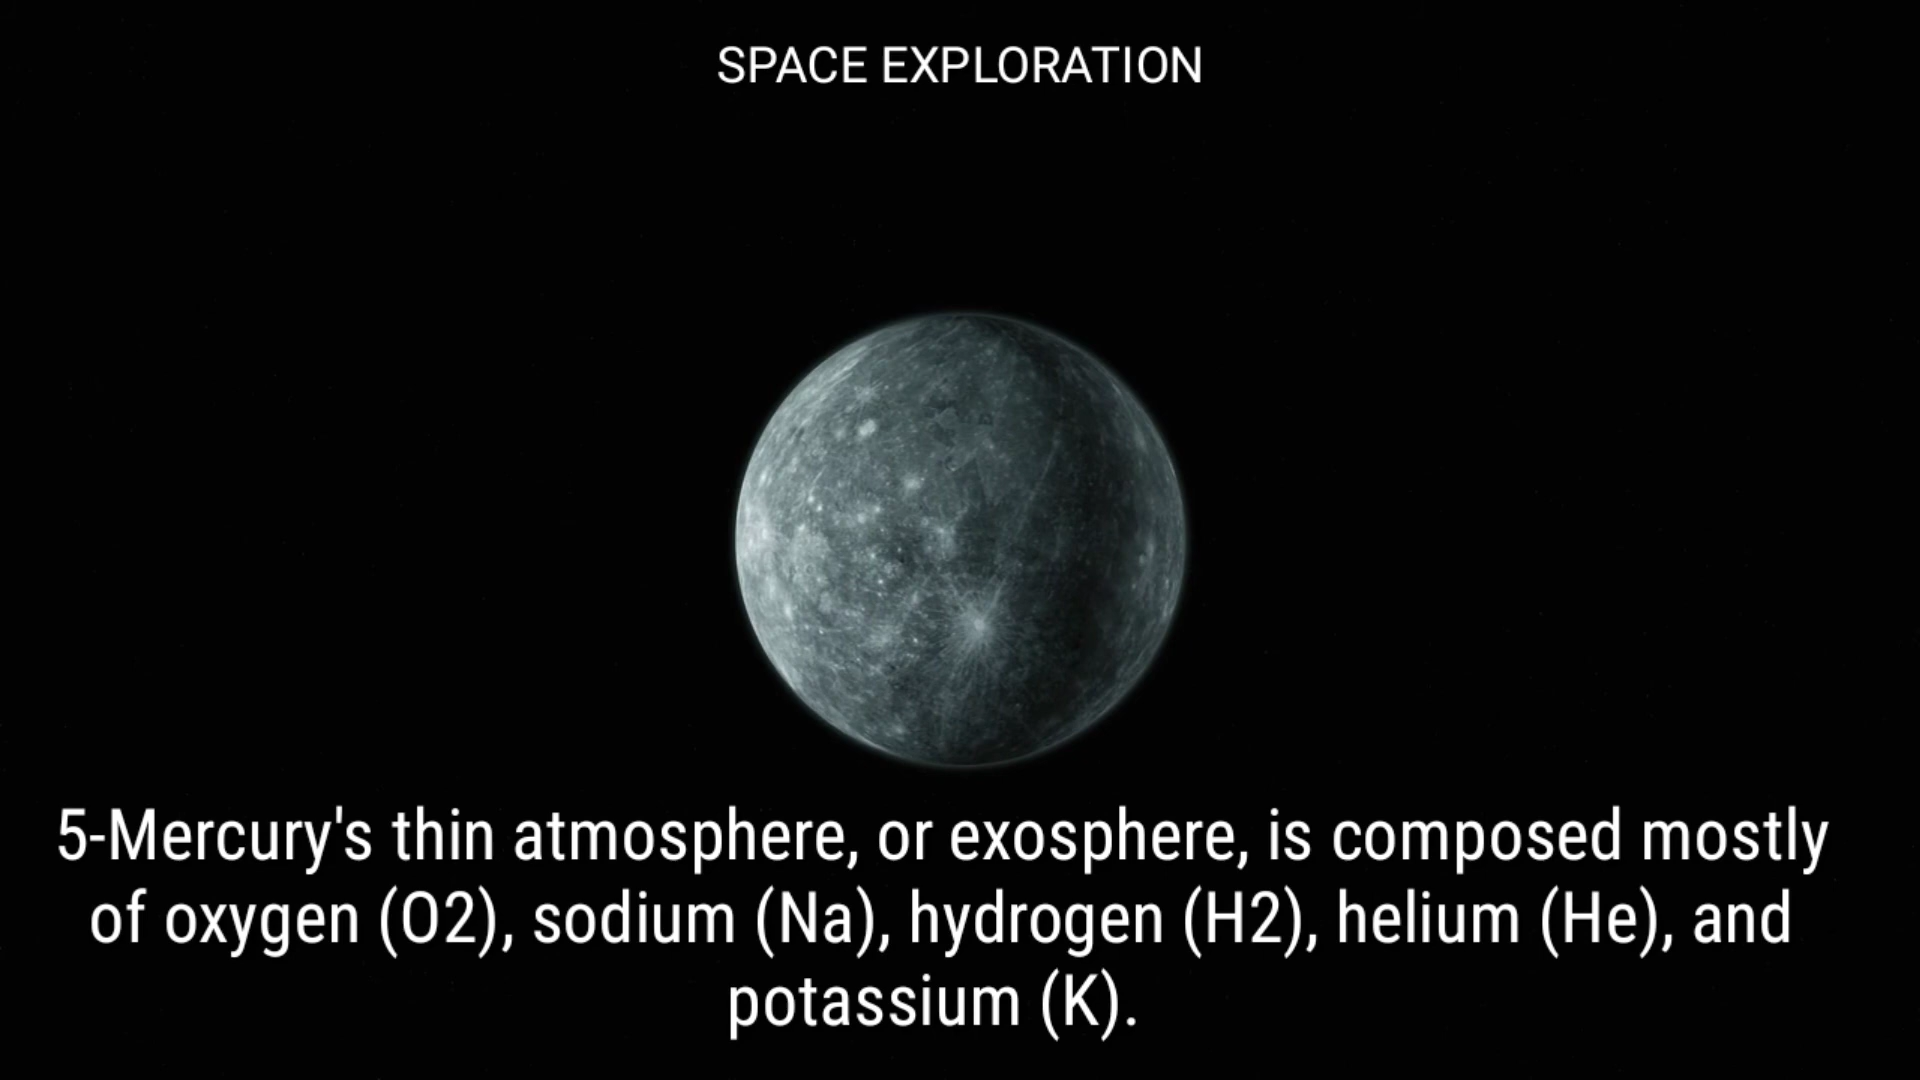 SPACE EXPLORATION
5-Mercury's thin atmosphere, or exosphere, is composed mostly
of oxygen (O2), sodium (Na), hydrogen (H2), helium (He), and
potassium (K).